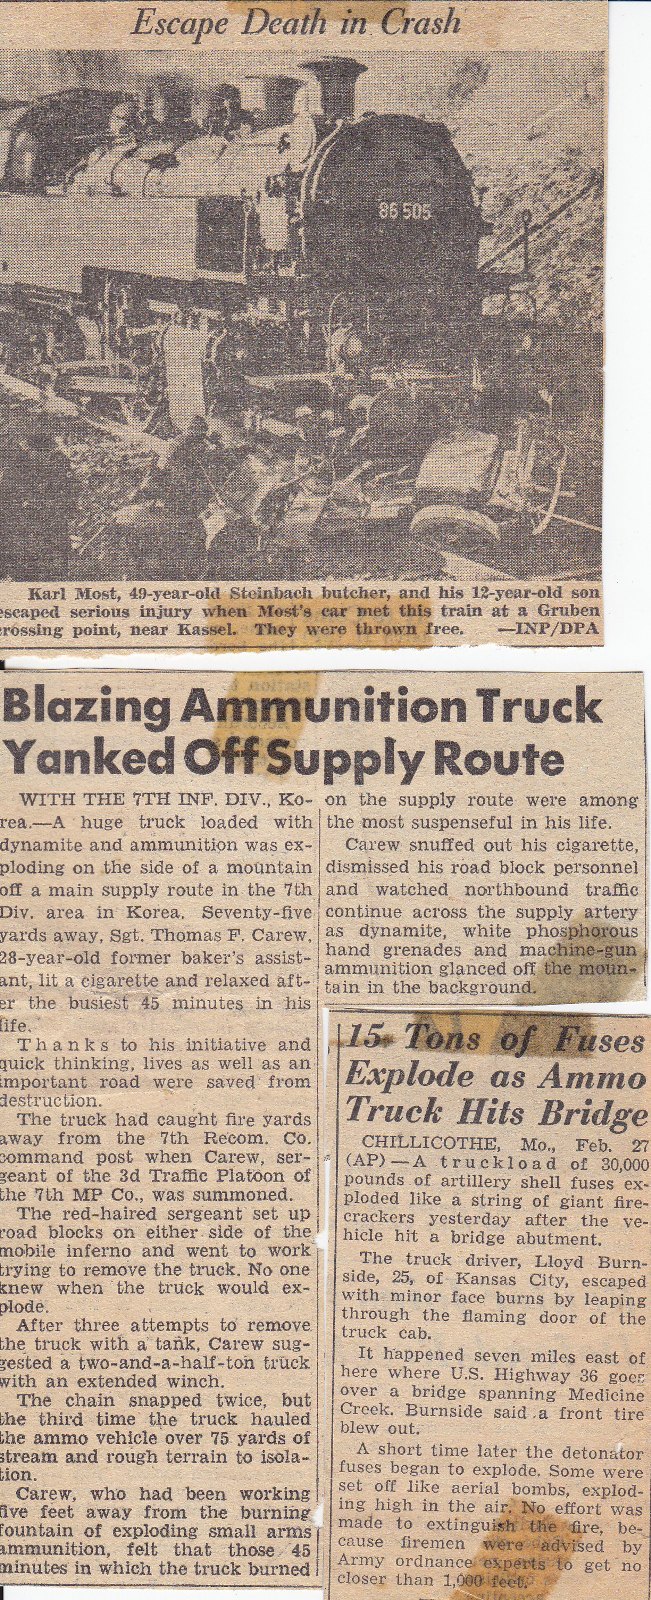 Escape Death in Crash
86 505
Karl Most, 49-year-old Steinbach butcher, and his 12-year-old son
escaped serious injury when Most's car met this train at a Gruben
crossing point, near Kassel. They were thrown free. —INP/DPA
Blazing Ammunition Truck
Yanked Off Supply Route
WITH THE 7TH INF. DIV., Ko-
rea.—A huge truck loaded with
dynamite and ammunition was ex-
ploding on the side of a mountain
off a main supply route in the 7th
Div. area in Korea. Seventy-five
yards away, Sgt. Thomas F. Carew,
28-year-old former baker's assist-
ant, lit a cigarette and relaxed aft-
er the busiest 45 minutes in his
life.
Thanks to his initiative and
quick thinking, lives as well as an
important road were saved from
destruction.
The truck had caught fire yards
away from the 7th Recom. Co.
command post when Carew, ser-
geant of the 3d Traffic Platoon of
the 7th MP Co., was summoned.
The red-haired sergeant set up
road blocks on either side of the
mobile inferno and went to work
trying to remove the truck. No one
knew when the truck would ex-
plode.
After three attempts to remove
the truck with a tank, Carew sug-
gested a two-and-a-half-ton truck
with an extended winch.
The chain snapped twice, but
the third time the truck hauled
the ammo vehicle over 75 yards of
stream and rough terrain to isola-
tion.
Carew, who had been working
five feet away from the burning
fountain of exploding small arms
ammunition, felt that those 45
minutes in which the truck burned
on the supply route were among
the most suspenseful in his life.
Carew snuffed out his cigarette,
dismissed his road block personnel
and watched northbound traffic
continue across the supply artery
as dynamite, white phosphorous
hand grenades and machine-gun
ammunition glanced off the moun-
tain in the background.
15 Tons of Fuses
Explode as Ammo
Truck Hits Bridge
CHILLICOTHE, Mo., Feb. 27
(AP)—A truckload of 30,000
pounds of artillery shell fuses ex-
ploded like a string of giant fire-
crackers yesterday after the ve-
hicle hit a bridge abutment.
The truck driver, Lloyd Burn-
side, 25, of Kansas City, escaped
with minor face burns by leaping
through the flaming door of the
truck cab.
It happened seven miles east of
here where U.S. Highway 36 goes
over a bridge spanning Medicine
Creek. Burnside said a front tire
blew out.
A short time later the detonator
fuses began to explode. Some were
set off like aerial bombs, explod-
ing high in the air. No effort was
made to extinguish the fire, be-
cause firemen were advised by
Army ordnance experts to get no
closer than 1,000 feet.